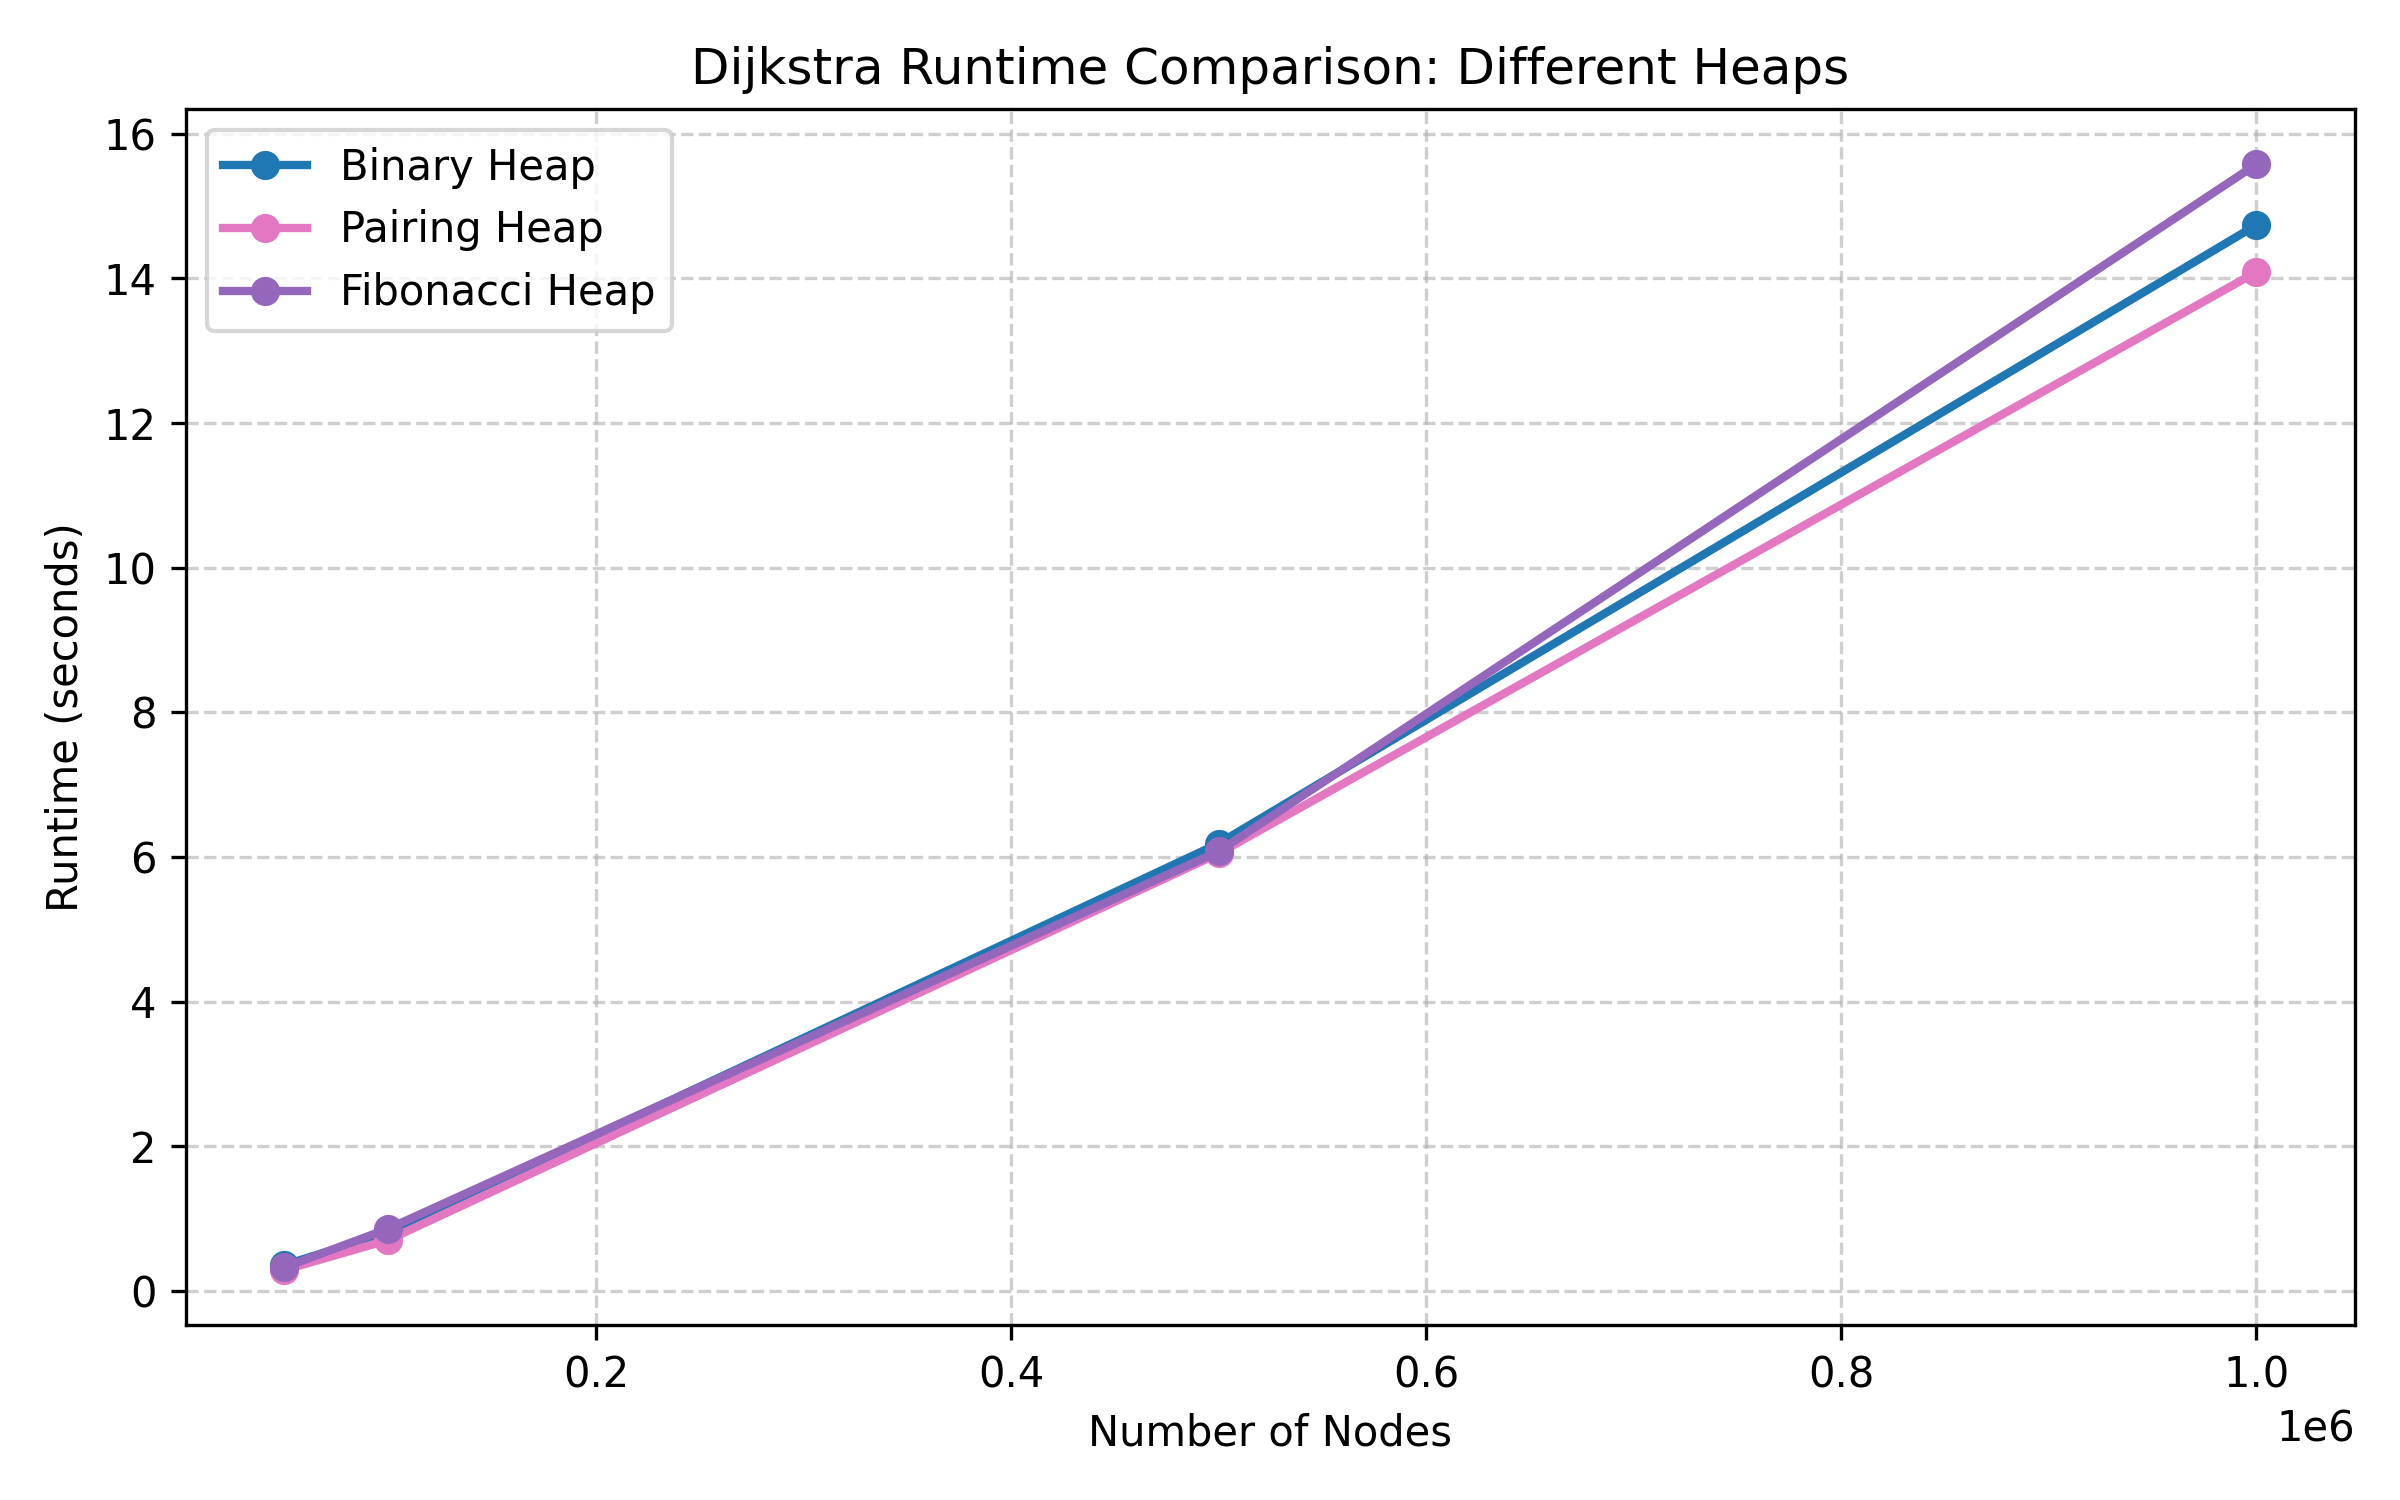 Dijkstra Runtime Comparison: Different Heaps
16
14
12
10
8
6
4
2
0
Runtime (seconds)
Binary Heap
Pairing Heap
Fibonacci Heap
0.2 0.4 0.6 0.8 1.0
1e6
Number of Nodes